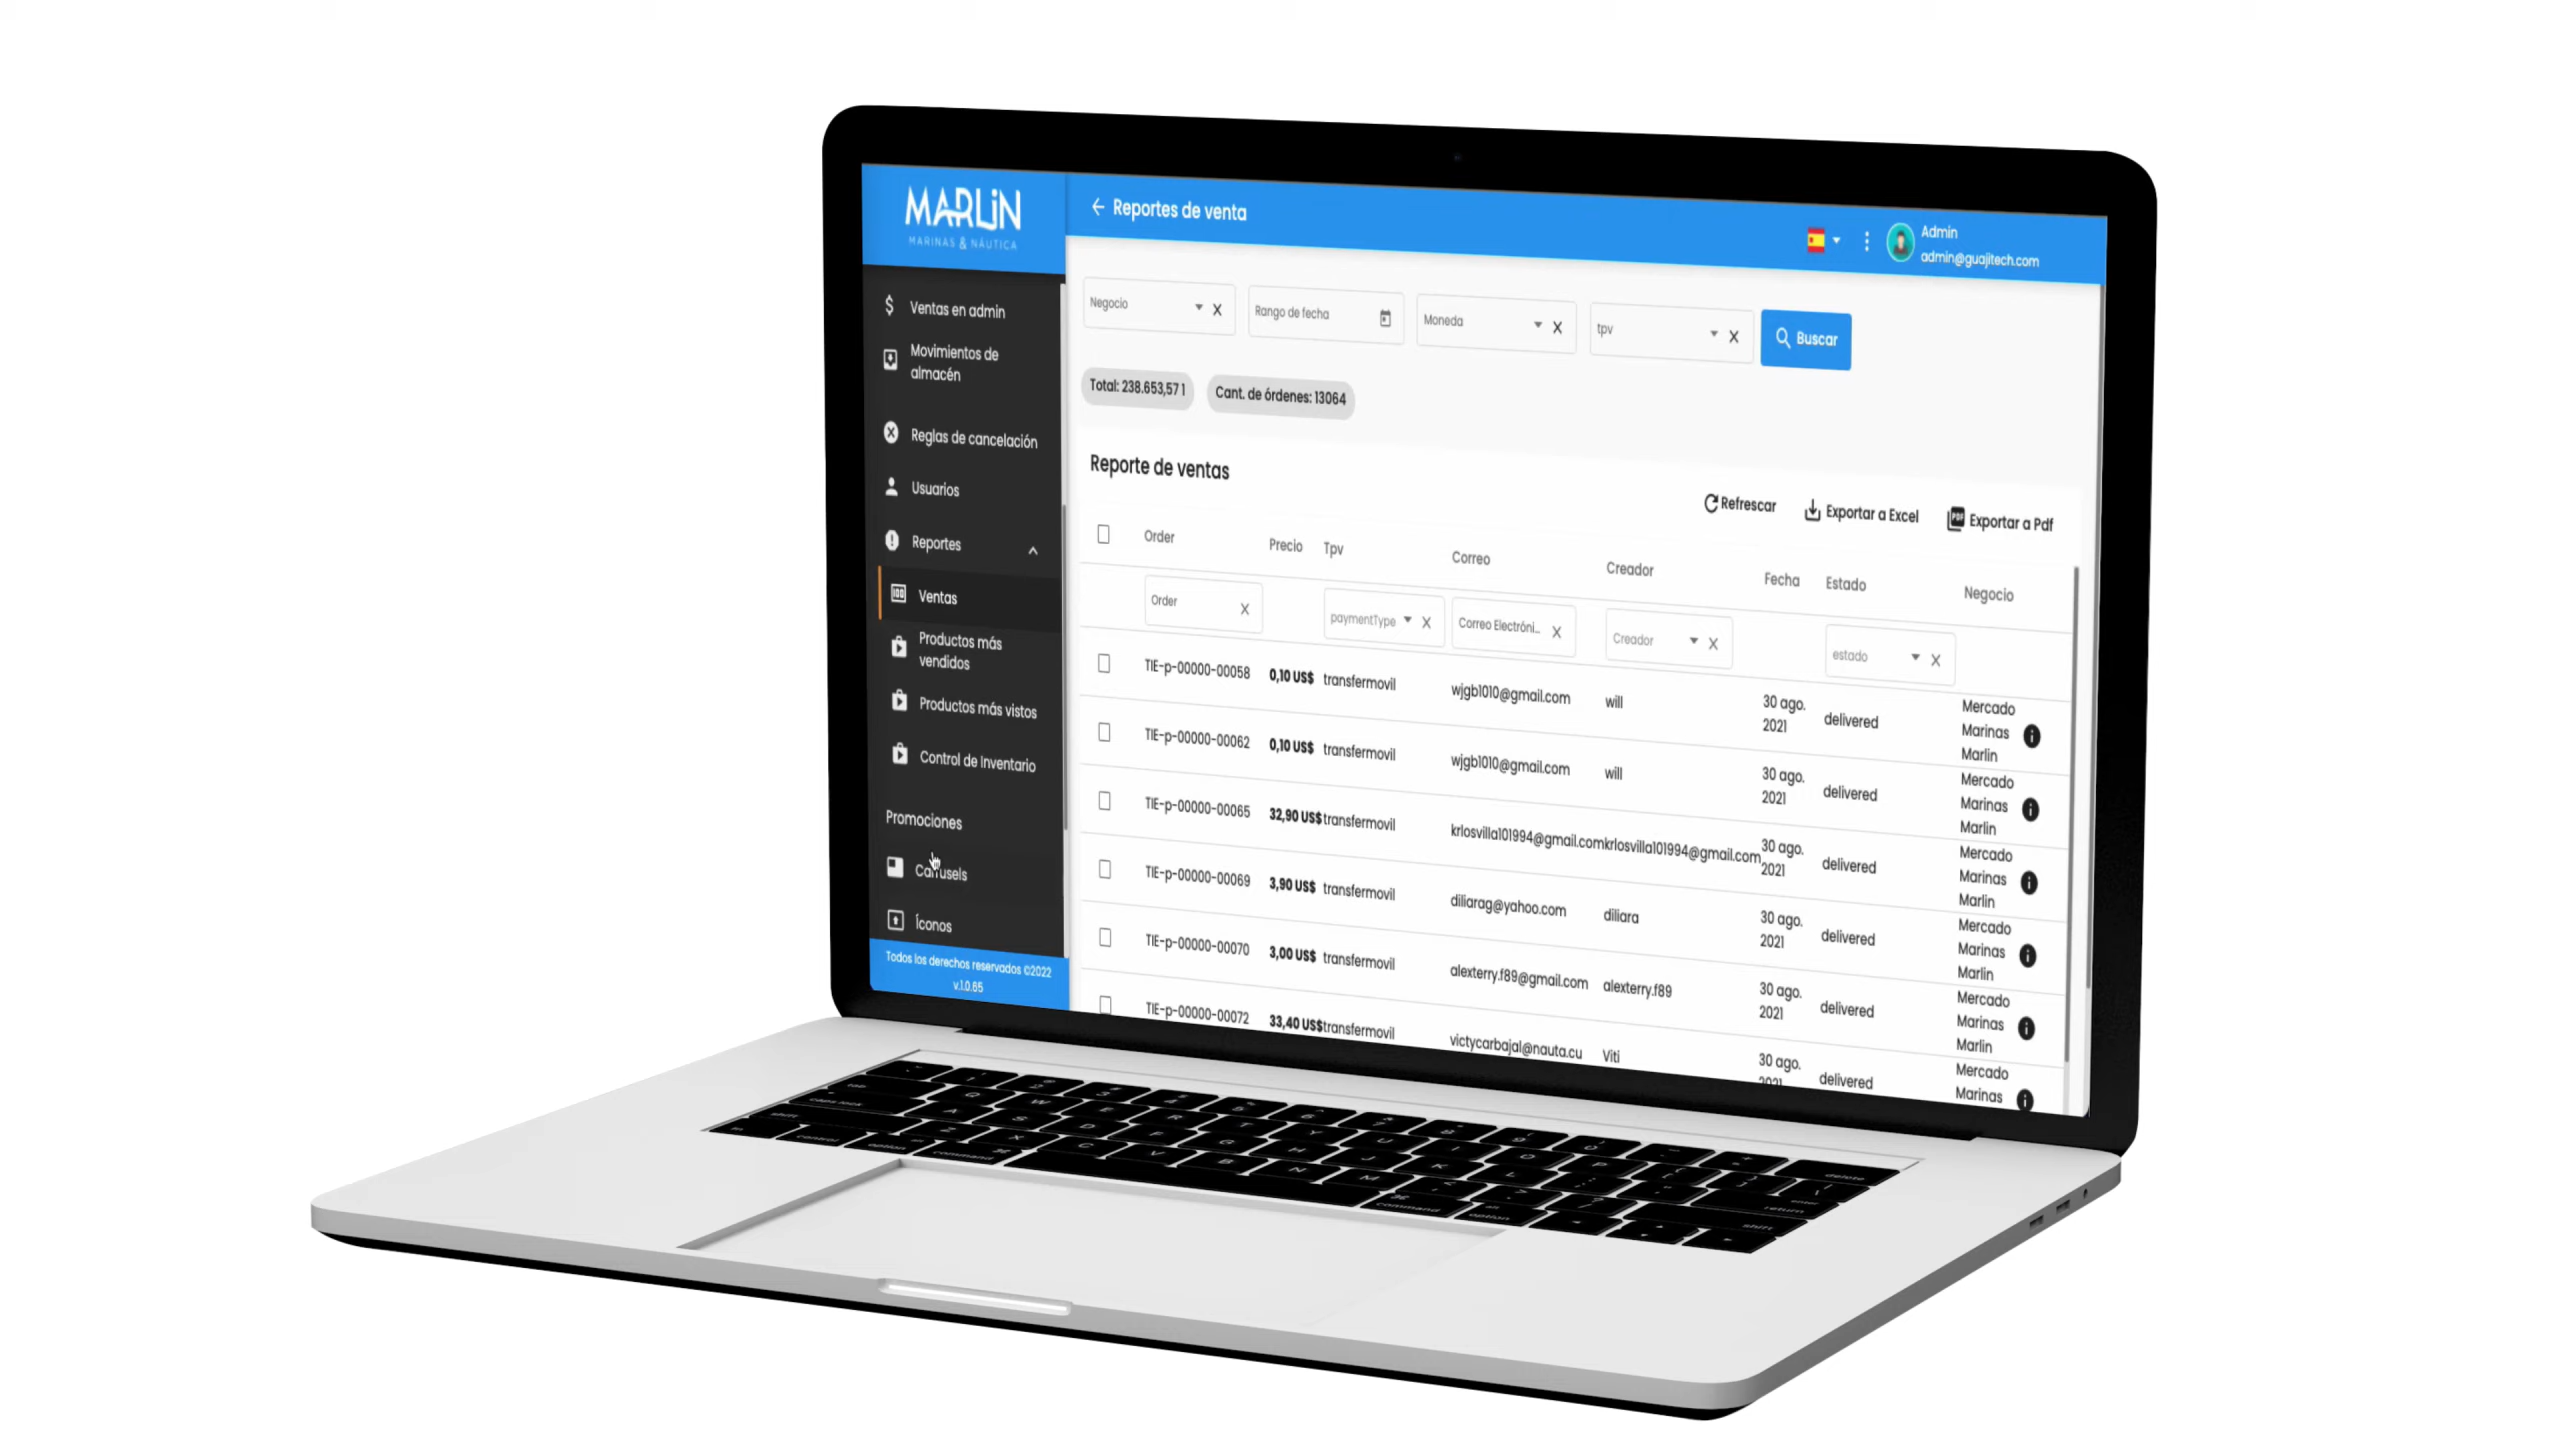 MARLiN
MARINAS & NÁUTICA
← Reportes de venta
Admin
admin@guajitech.com
Ventas en admin
Movimientos de
almacén
Reglas de cancelación
Usuarios
Reportes
Ventas
Productos más
vendidos
Productos más vistos
Control de Inventario
Promociones
Carrusels
Íconos
Todos los derechos reservados ©2022
v.1.0.65
Negocio
Rango de fecha
Moneda
tpv
Buscar
Total: 238.653,571
Cant. de órdenes: 13064
Reporte de ventas
Refrescar
Exportar a Excel
Exportar a Pdf
Order Precio Tpv Correo Creador Fecha Estado Negocio
Order paymentType Correo Electróni... Creador estado
TIE-p-00000-00058 0,10 US$ transfermovil wjgb1010@gmail.com will 30 ago. 2021 delivered Mercado Marinas Marlin
TIE-p-00000-00062 0,10 US$ transfermovil wjgb1010@gmail.com will 30 ago. 2021 delivered Mercado Marinas Marlin
TIE-p-00000-00065 32,90 US$ transfermovil krlosvilla101994@gmail.com krlosvilla101994@gmail.com 30 ago. 2021 delivered Mercado Marinas Marlin
TIE-p-00000-00069 3,90 US$ transfermovil diliarag@yahoo.com diliara 30 ago. 2021 delivered Mercado Marinas Marlin
TIE-p-00000-00070 3,00 US$ transfermovil alexterry.f89@gmail.com alexterry.f89 30 ago. 2021 delivered Mercado Marinas Marlin
TIE-p-00000-00072 33,40 US$ transfermovil victycarbajal@nauta.cu Viti 30 ago. 2021 delivered Mercado Marinas